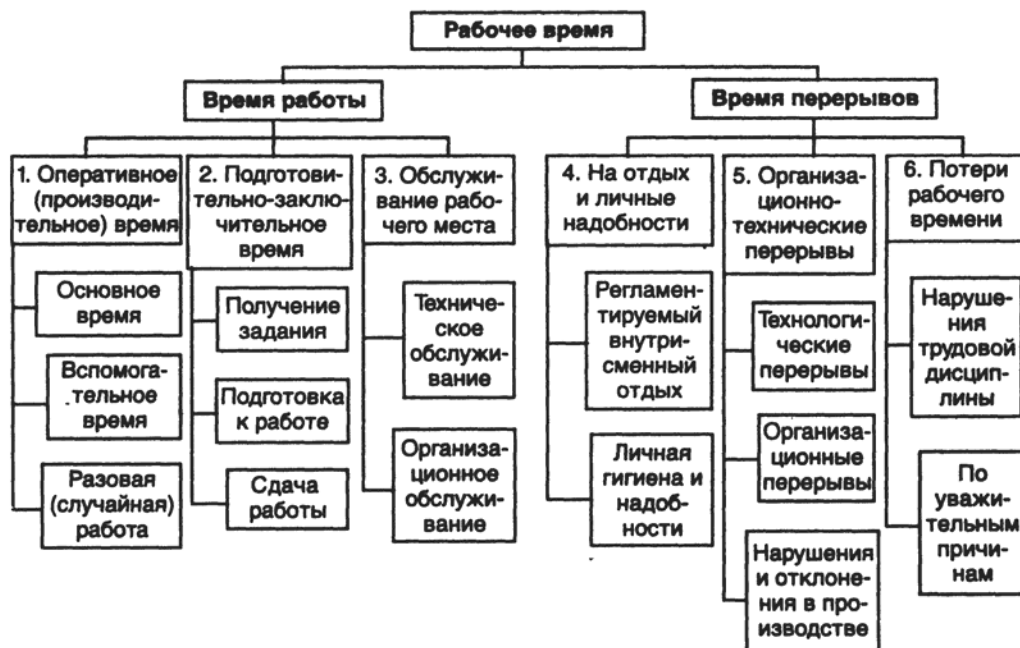 Рабочее время
Время работы
Время перерывов
1. Оперативное
(производи-
тельное) время
2. Подготови-
тельно-заклю-
чительное
время
3. Обслужи-
вание рабо-
чего места
4. На отдых
и личные
надобности
5. Организа-
ционно-
технические
перерывы
6. Потери
рабочего
времени
Основное
время
Вспомога-
тельное
время
Разовая
(случайная)
работа
Получение
задания
Подготовка
к работе
Сдача
работы
Техниче-
ское
обслужи-
вание
Организа-
ционное
обслужи-
вание
Регламен-
тируемый
внутри-
сменный
отдых
Личная
гигиена и
надоб-
ности
Технологи-
ческие
перерывы
Организа-
ционные
перерывы
Нарушения
и отклоне-
ния в про-
изводстве
Наруше-
ния
трудовой
дисцип-
лины
По
уважи-
тельным
причи-
нам